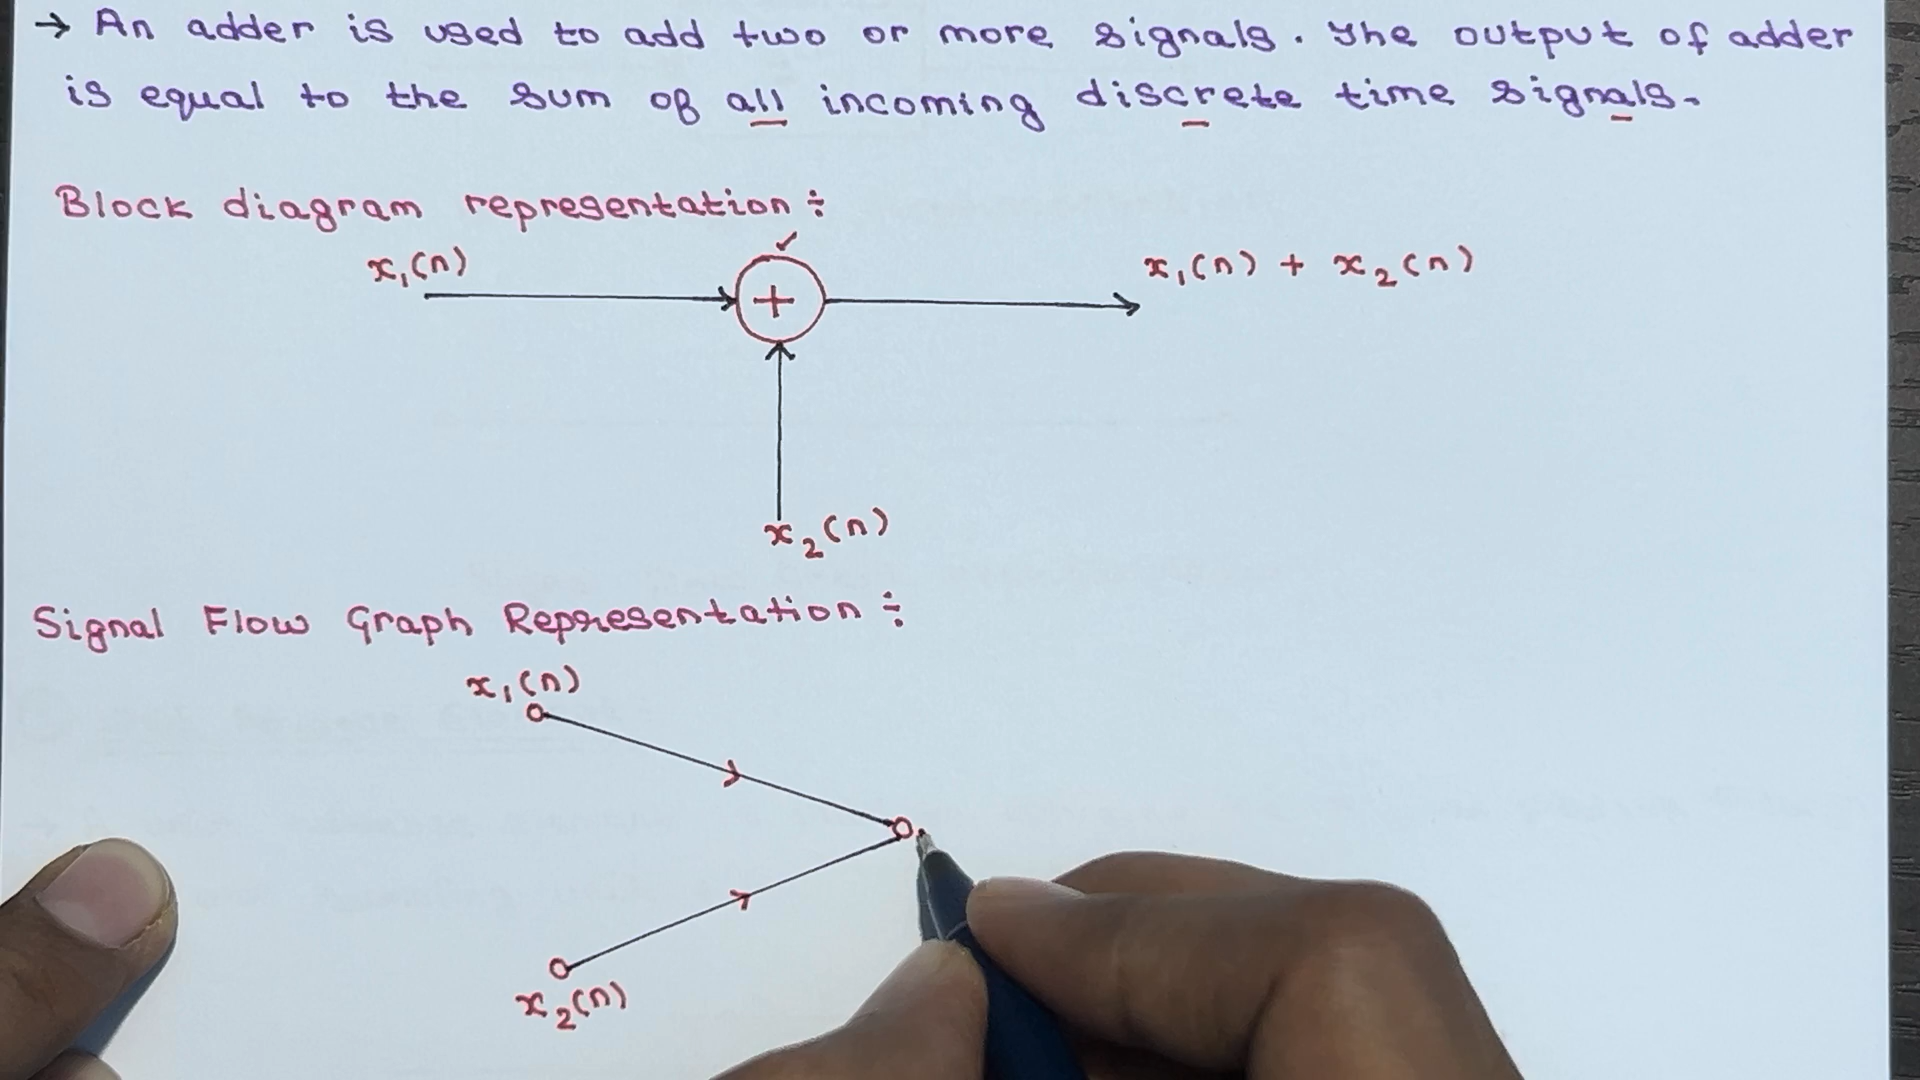 → An adder is used to add two or more signals. The output of adder
is equal to the sum of all incoming discrete time signals.
Block diagram representation÷
x₁(n)
+
x₁(n) + x₂(n)
x₂(n)
Signal Flow Graph Representation÷
x₁(n)
x₂(n)